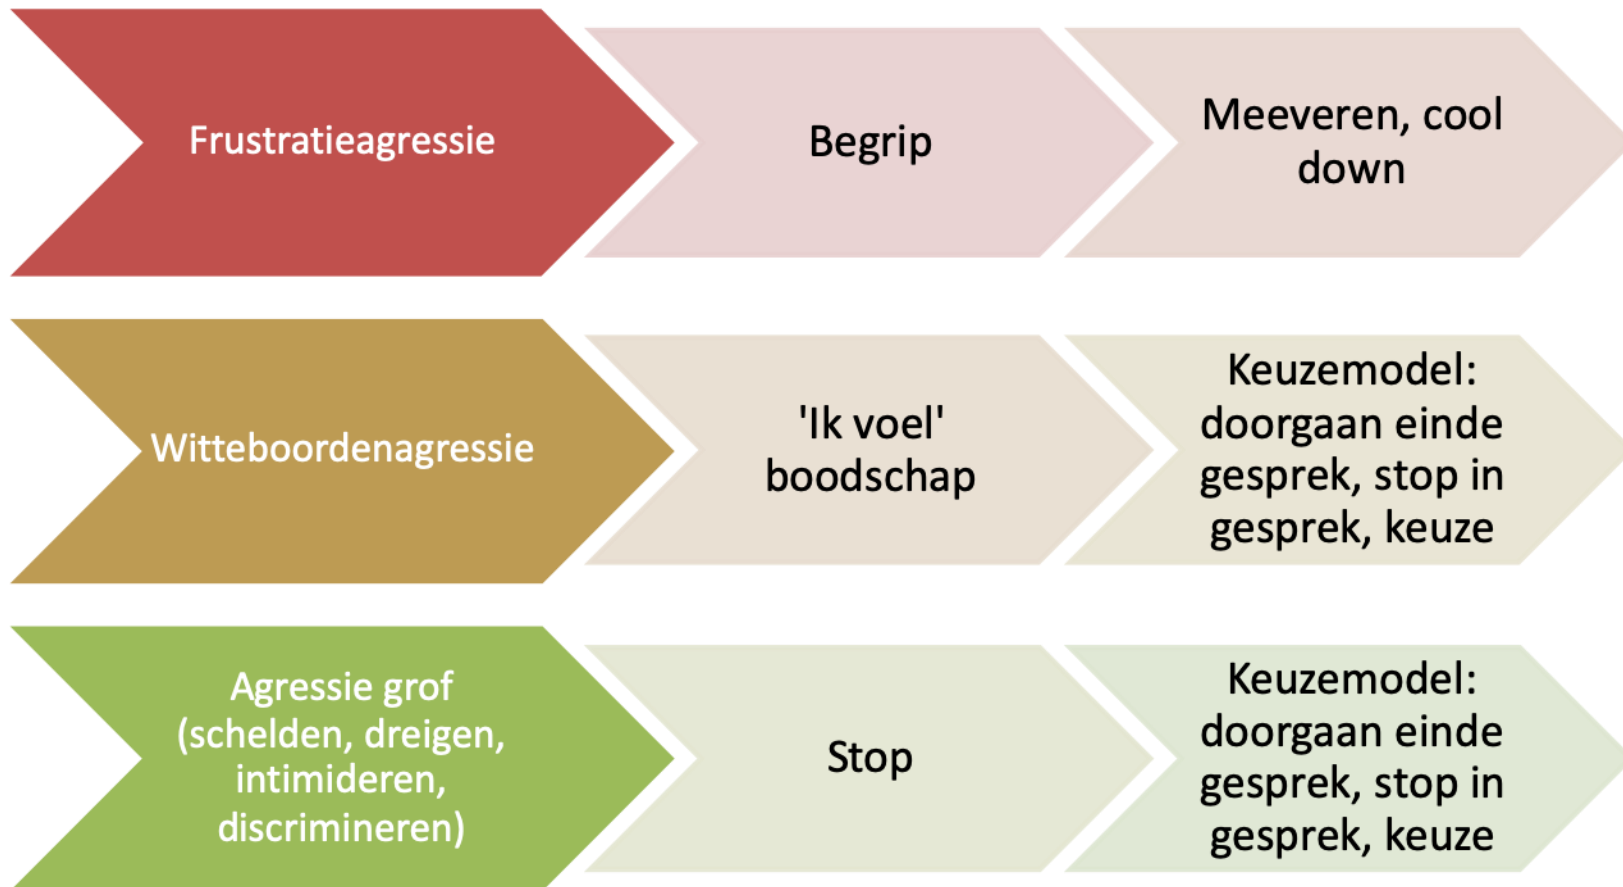 Frustratieagressie
Begrip
Meeveren, cool
down
Witteboordenagressie
'Ik voel'
boodschap
Keuzemodel:
doorgaan einde
gesprek, stop in
gesprek, keuze
Agressie grof
(schelden, dreigen,
intimideren,
discrimineren)
Stop
Keuzemodel:
doorgaan einde
gesprek, stop in
gesprek, keuze